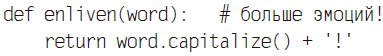 def enliven(word):   # больше эмоций!
    return word.capitalize() + '!'